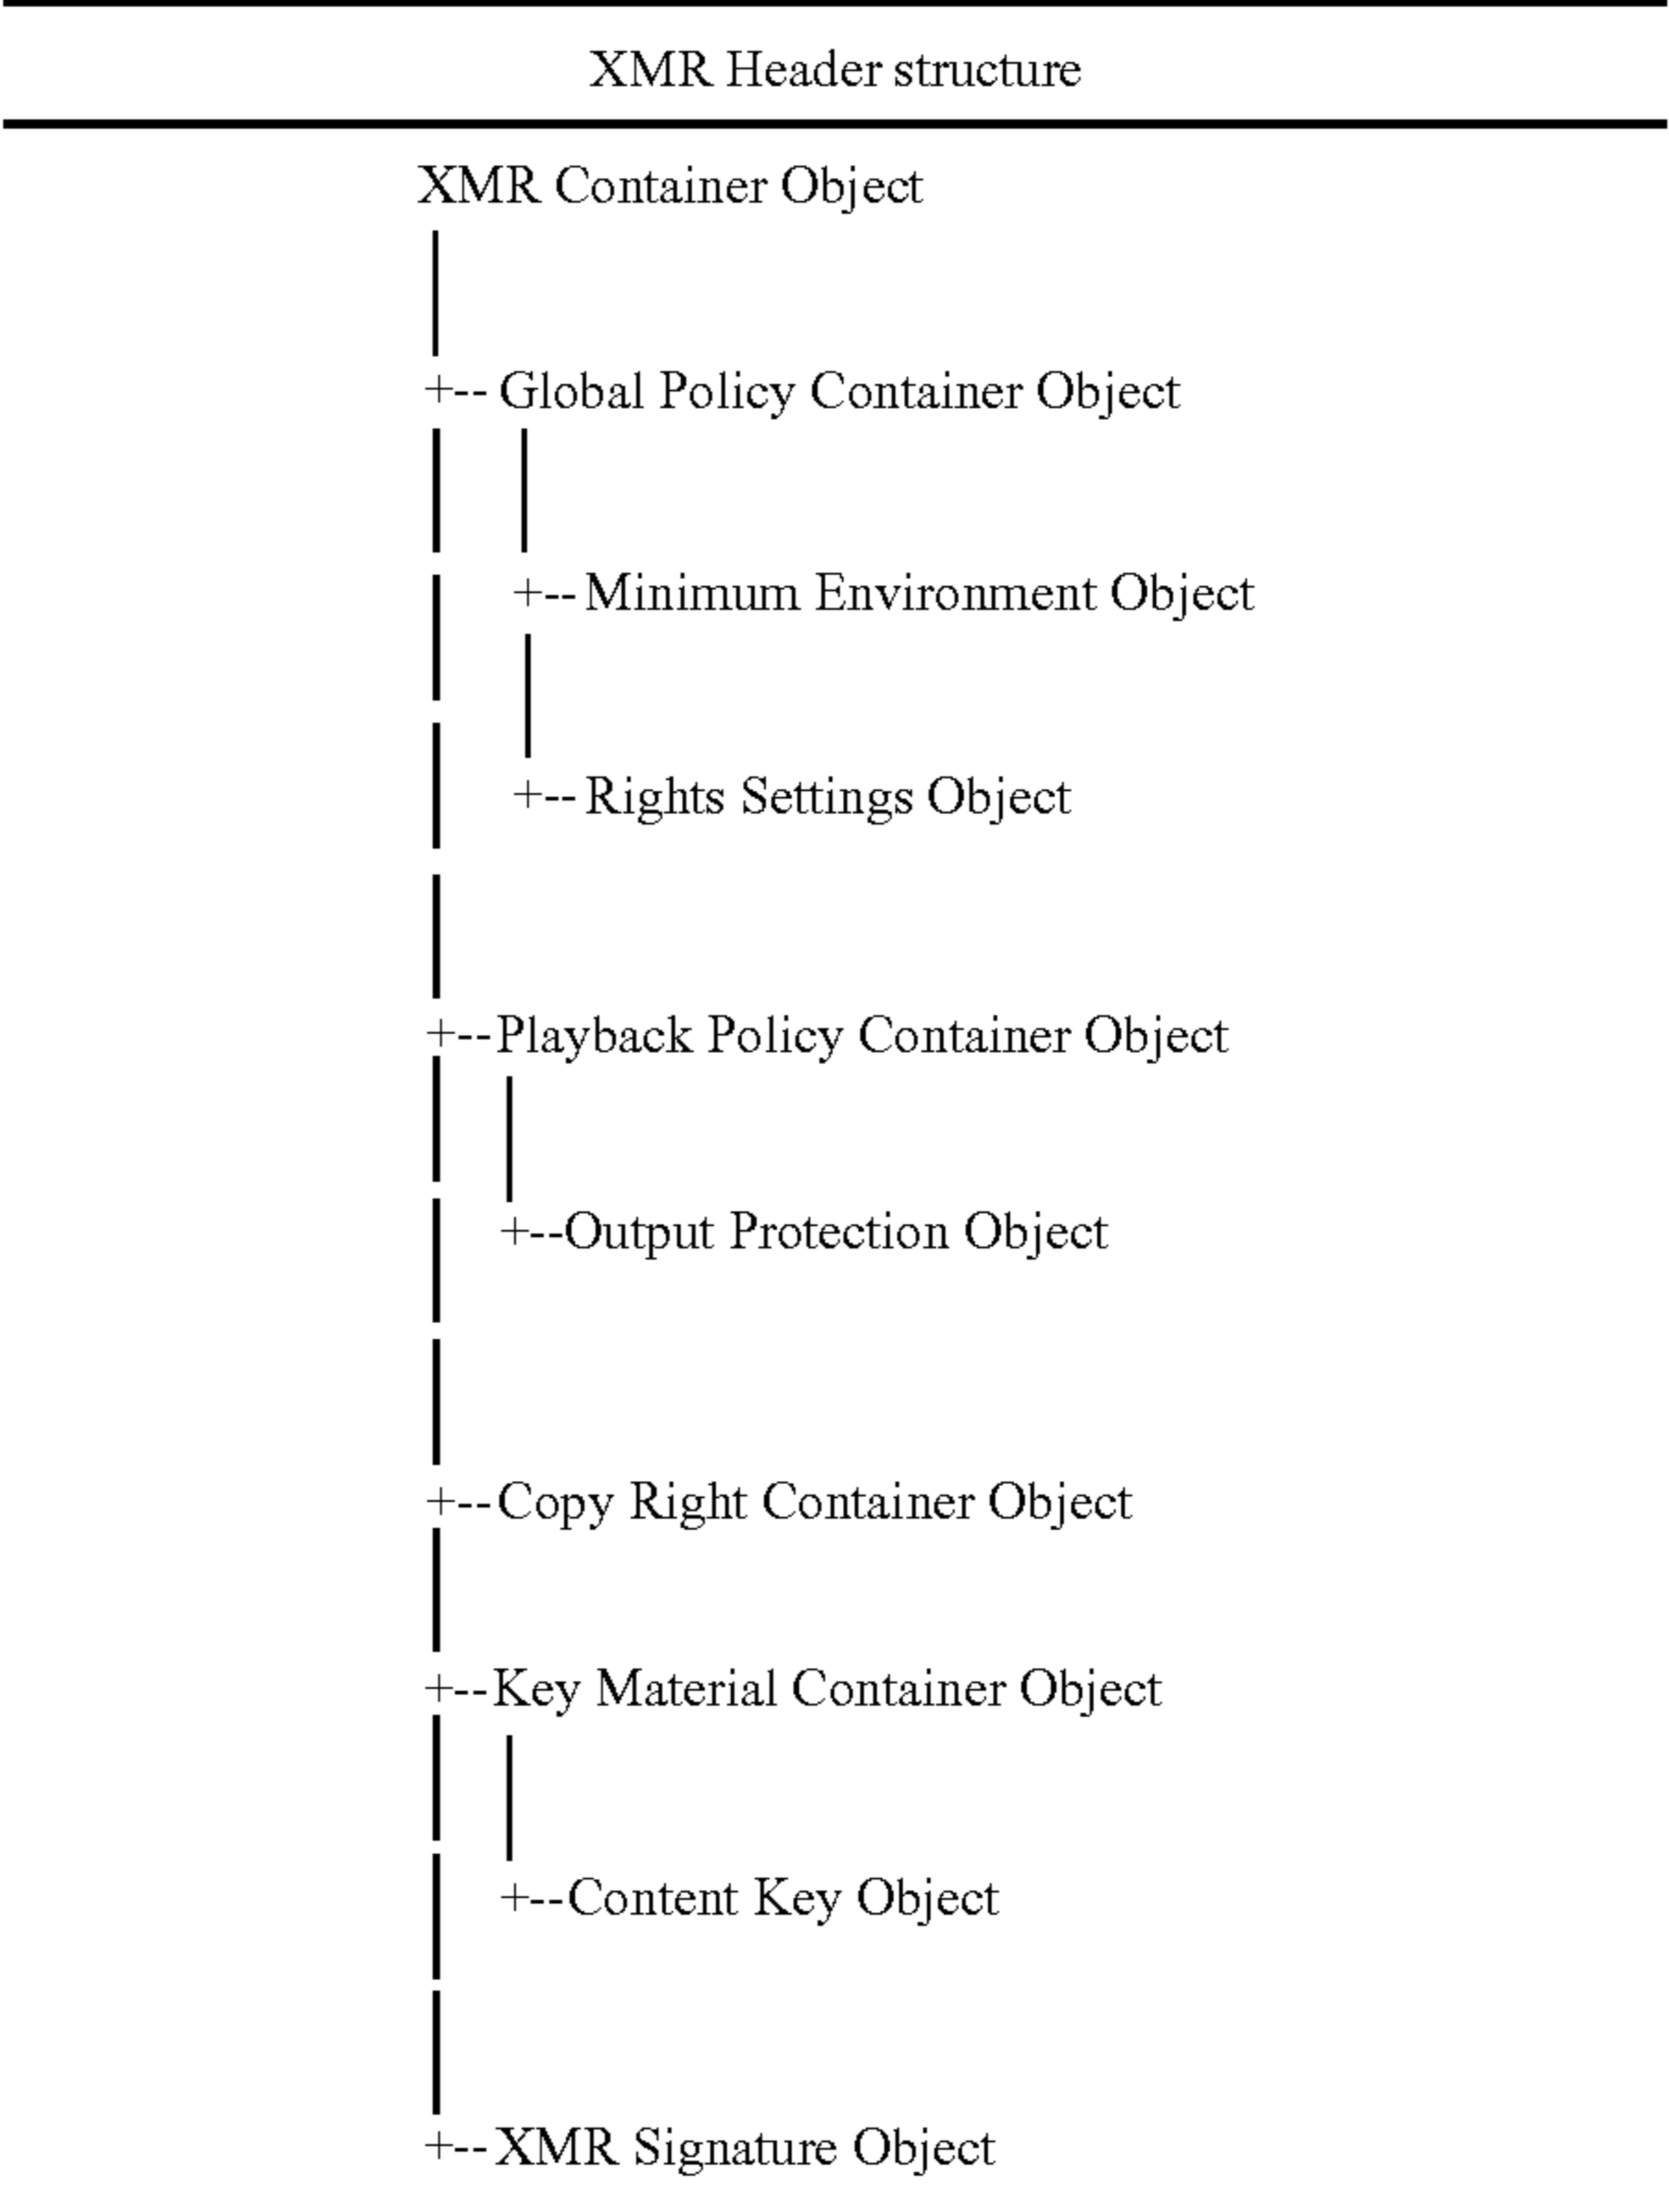 XMR Header structure
XMR Container Object
+-- Global Policy Container Object
+--Minimum Environment Object
+--Rights Settings Object
+--Playback Policy Container Object
+--Output Protection Object
+--Copy Right Container Object
+--Key Material Container Object
+--Content Key Object
+--XMR Signature Object